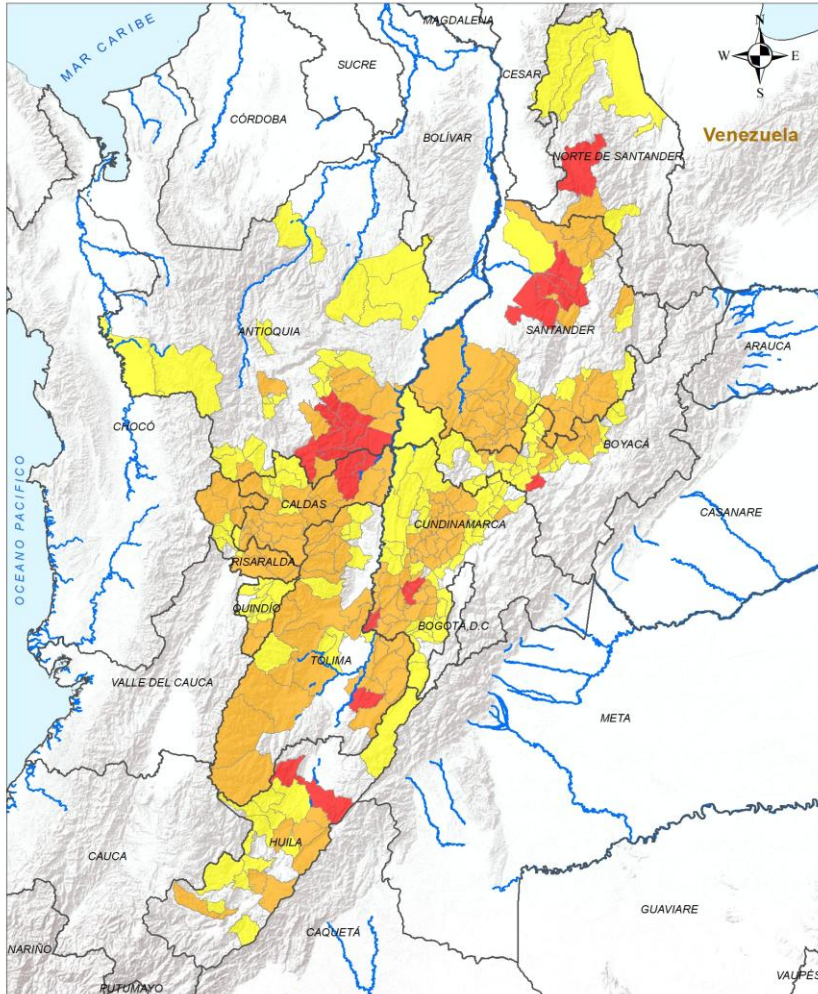 MAGDALENA
MAR CARIBE
SUCRE
CESAR
N
W
E
S
CÓRDOBA
BOLÍVAR
Venezuela
NORTE DE SANTANDER
ANTIOQUIA
SANTANDER
ARAUCA
CHOCÓ
BOYACÁ
OCEANO PACIFICO
CALDAS
CUNDINAMARCA
CASANARE
RISARALDA
QUINDÍO
BOGOTÁ, D.C
TOLIMA
VALLE DEL CAUCA
META
HUILA
CAUCA
GUAVIARE
CAQUETÁ
NARIÑO
PUTUMAYO
VAUPÉS